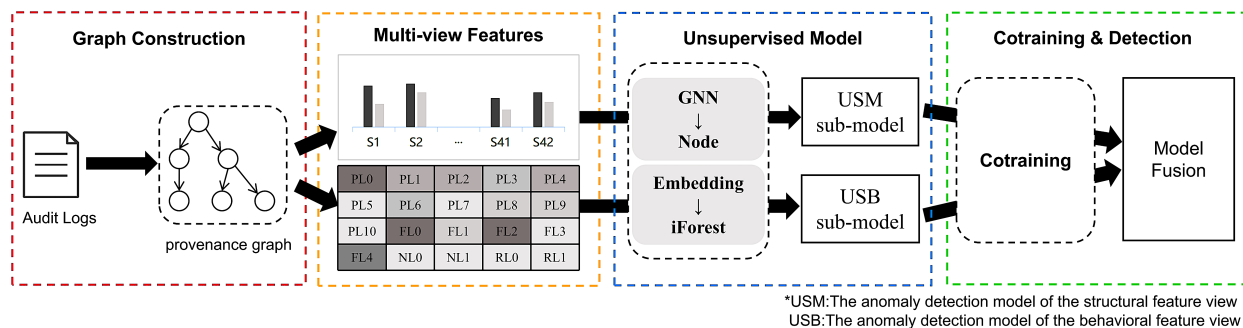 Graph Construction
Audit Logs
provenance graph
Multi-view Features
S1 S2 ... S41 S42
PL0 PL1 PL2 PL3 PL4
PL5 PL6 PL7 PL8 PL9
PL10 FL0 FL1 FL2 FL3
FL4 NL0 NL1 RL0 RL1
Unsupervised Model
GNN
↓
Node
Embedding
↓
iForest
USM
sub-model
USB
sub-model
Cotraining & Detection
Cotraining
Model
Fusion
*USM:The anomaly detection model of the structural feature view
USB:The anomaly detection model of the behavioral feature view